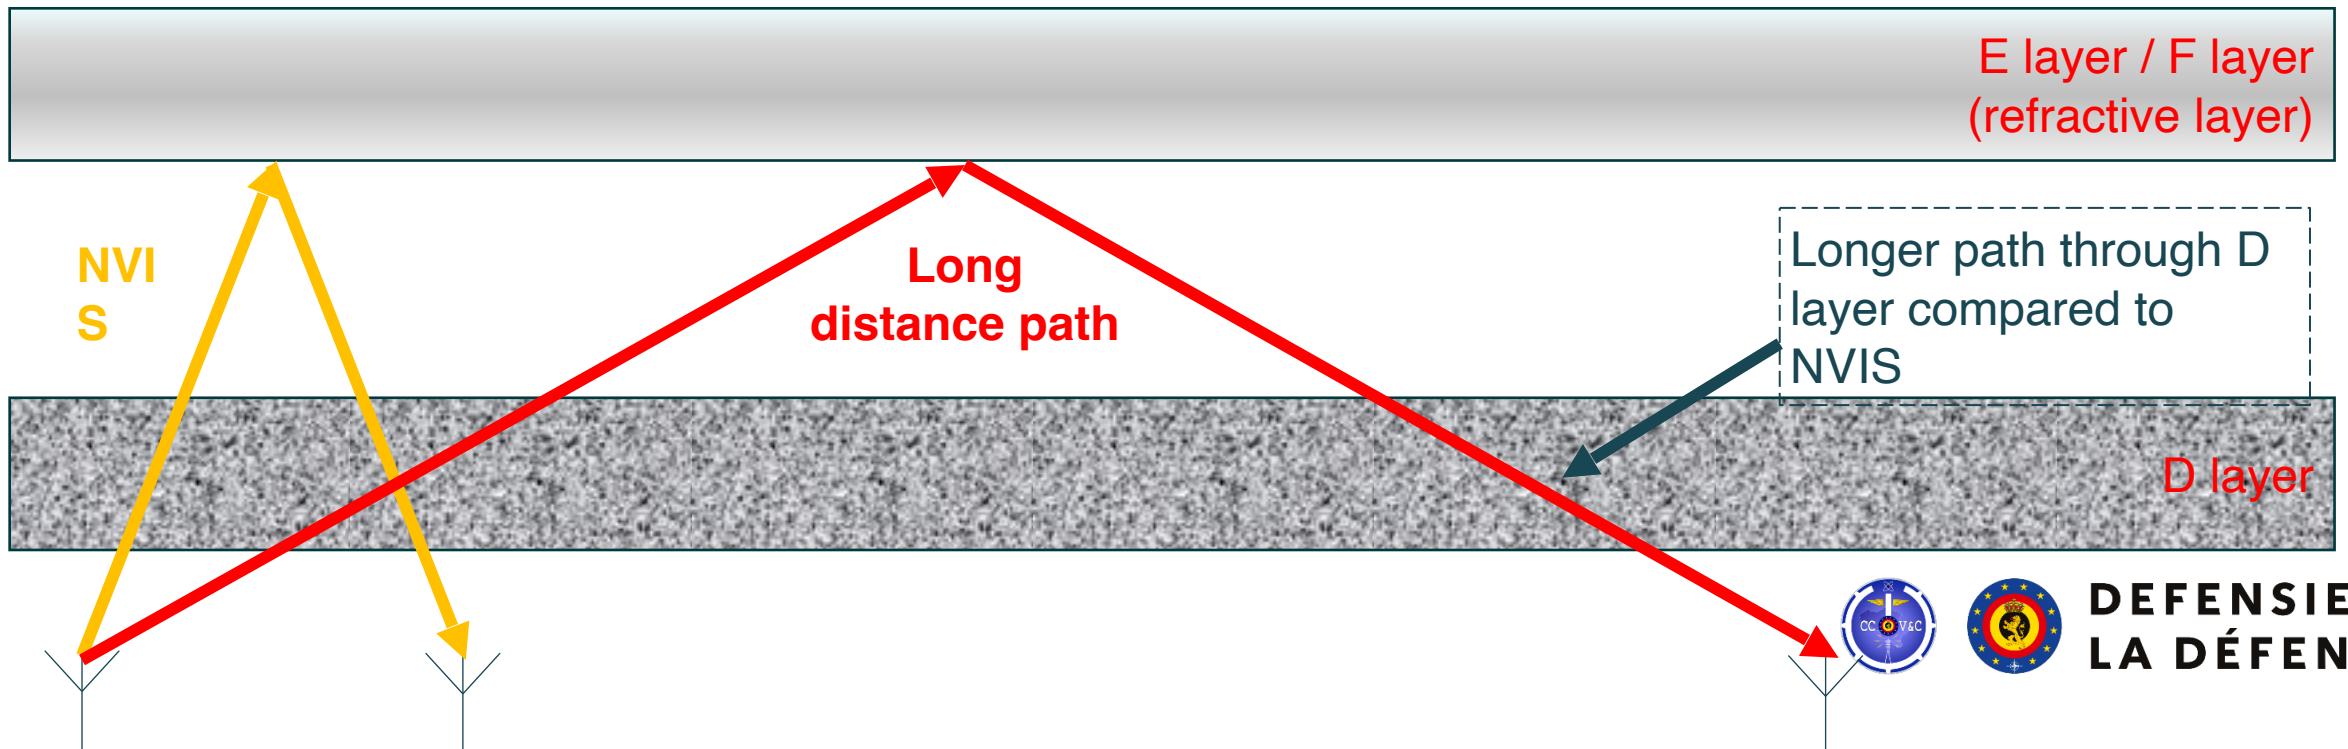 E layer / F layer
(refractive layer)
NVI
S
Long
distance path
Longer path through D
layer compared to
NVIS
D layer
CC V&C
DEFENSIE
LA DÉFEN